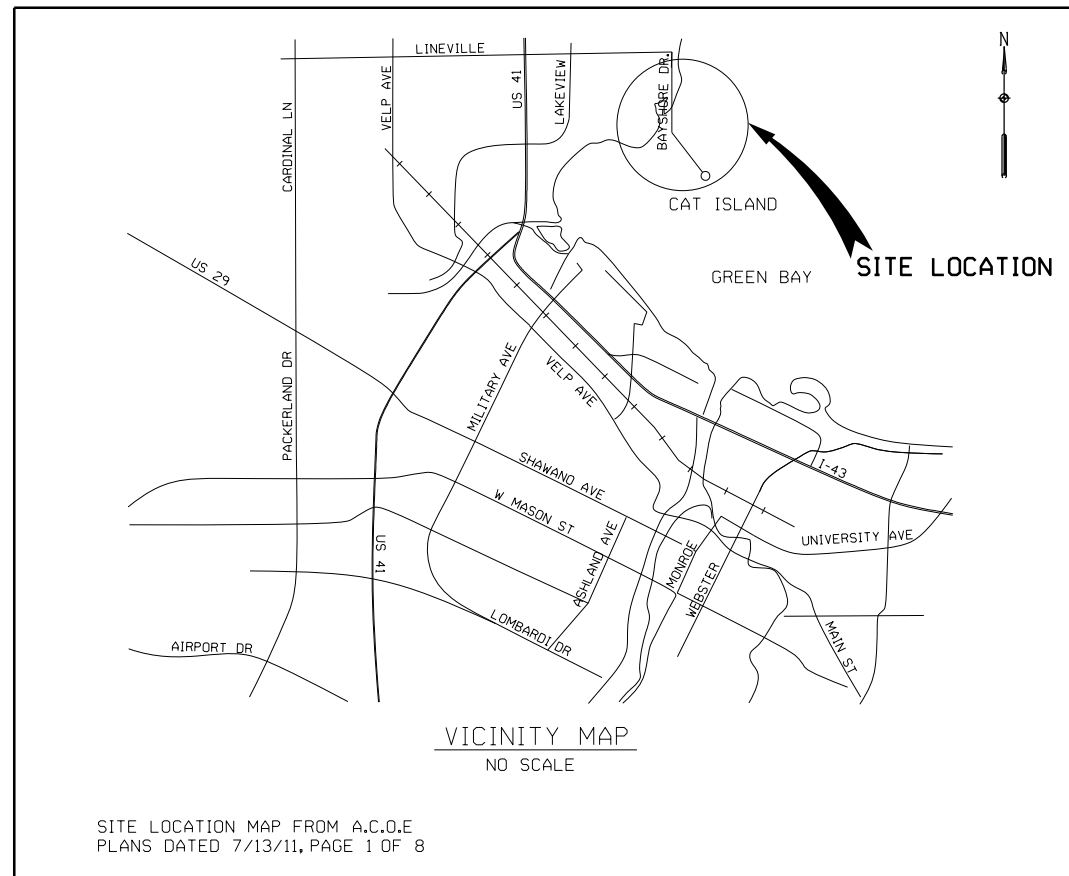 LINEVILLE
N
VELP AVE
US 41
LAKEVIEW
BAYSHORE DR.
CARDINAL LN
CAT ISLAND
SITE LOCATION
GREEN BAY
US 29
MILITARY AVE
VELP AVE
PACKERLAND DR
SHAWANO AVE
I-43
W MASON ST
UNIVERSITY AVE
US 41
ASHLAND AVE
MONROE
WEBSTER
LOMBARDI DR
MAIN ST
AIRPORT DR
VICINITY MAP
NO SCALE
SITE LOCATION MAP FROM A.C.O.E
PLANS DATED 7/13/11, PAGE 1 OF 8